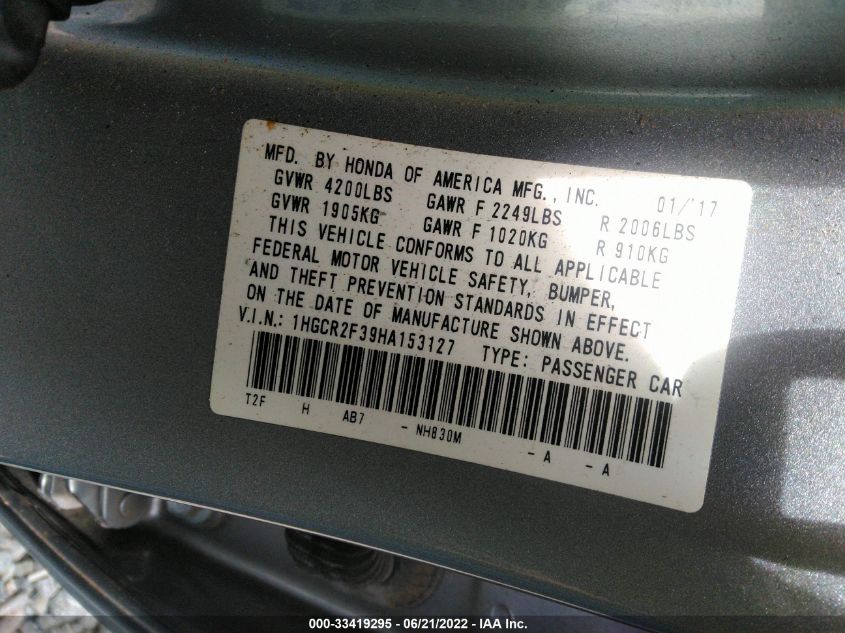 MFD. BY HONDA OF AMERICA MFG., INC. 01/'17
GVWR 4200LBS GAWR F 2249LBS R 2006LBS
GVWR 1905KG GAWR F 1020KG R 910KG
THIS VEHICLE CONFORMS TO ALL APPLICABLE
FEDERAL MOTOR VEHICLE SAFETY, BUMPER,
AND THEFT PREVENTION STANDARDS IN EFFECT
ON THE DATE OF MANUFACTURE SHOWN ABOVE.
V.I.N.: 1HGCR2F39HA153127 TYPE: PASSENGER CAR
T2F H AB7 - NH830M - A - A
000-33419295 - 06/21/2022 - IAA Inc.